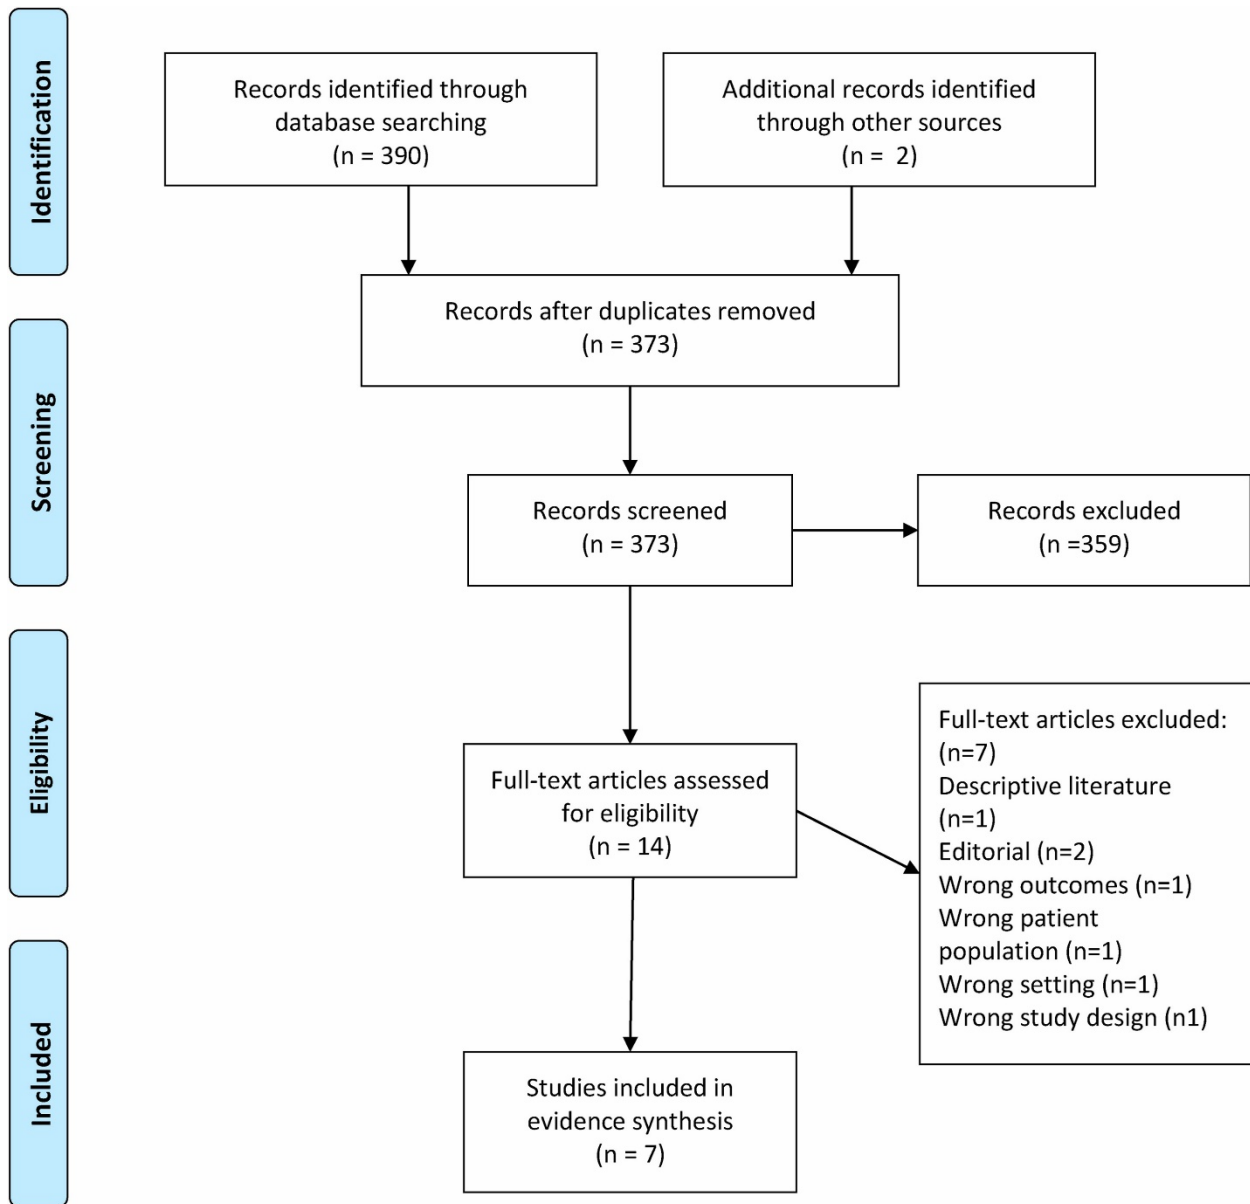 Identification
Records identified through
database searching
(n = 390)
Additional records identified
through other sources
(n =  2)
Records after duplicates removed
(n = 373)
Screening
Records screened
(n = 373)
Records excluded
(n =359)
Eligibility
Full-text articles assessed
for eligibility
(n = 14)
Full-text articles excluded:
(n=7)
Descriptive literature
(n=1)
Editorial (n=2)
Wrong outcomes (n=1)
Wrong patient
population (n=1)
Wrong setting (n=1)
Wrong study design (n1)
Included
Studies included in
evidence synthesis
(n = 7)